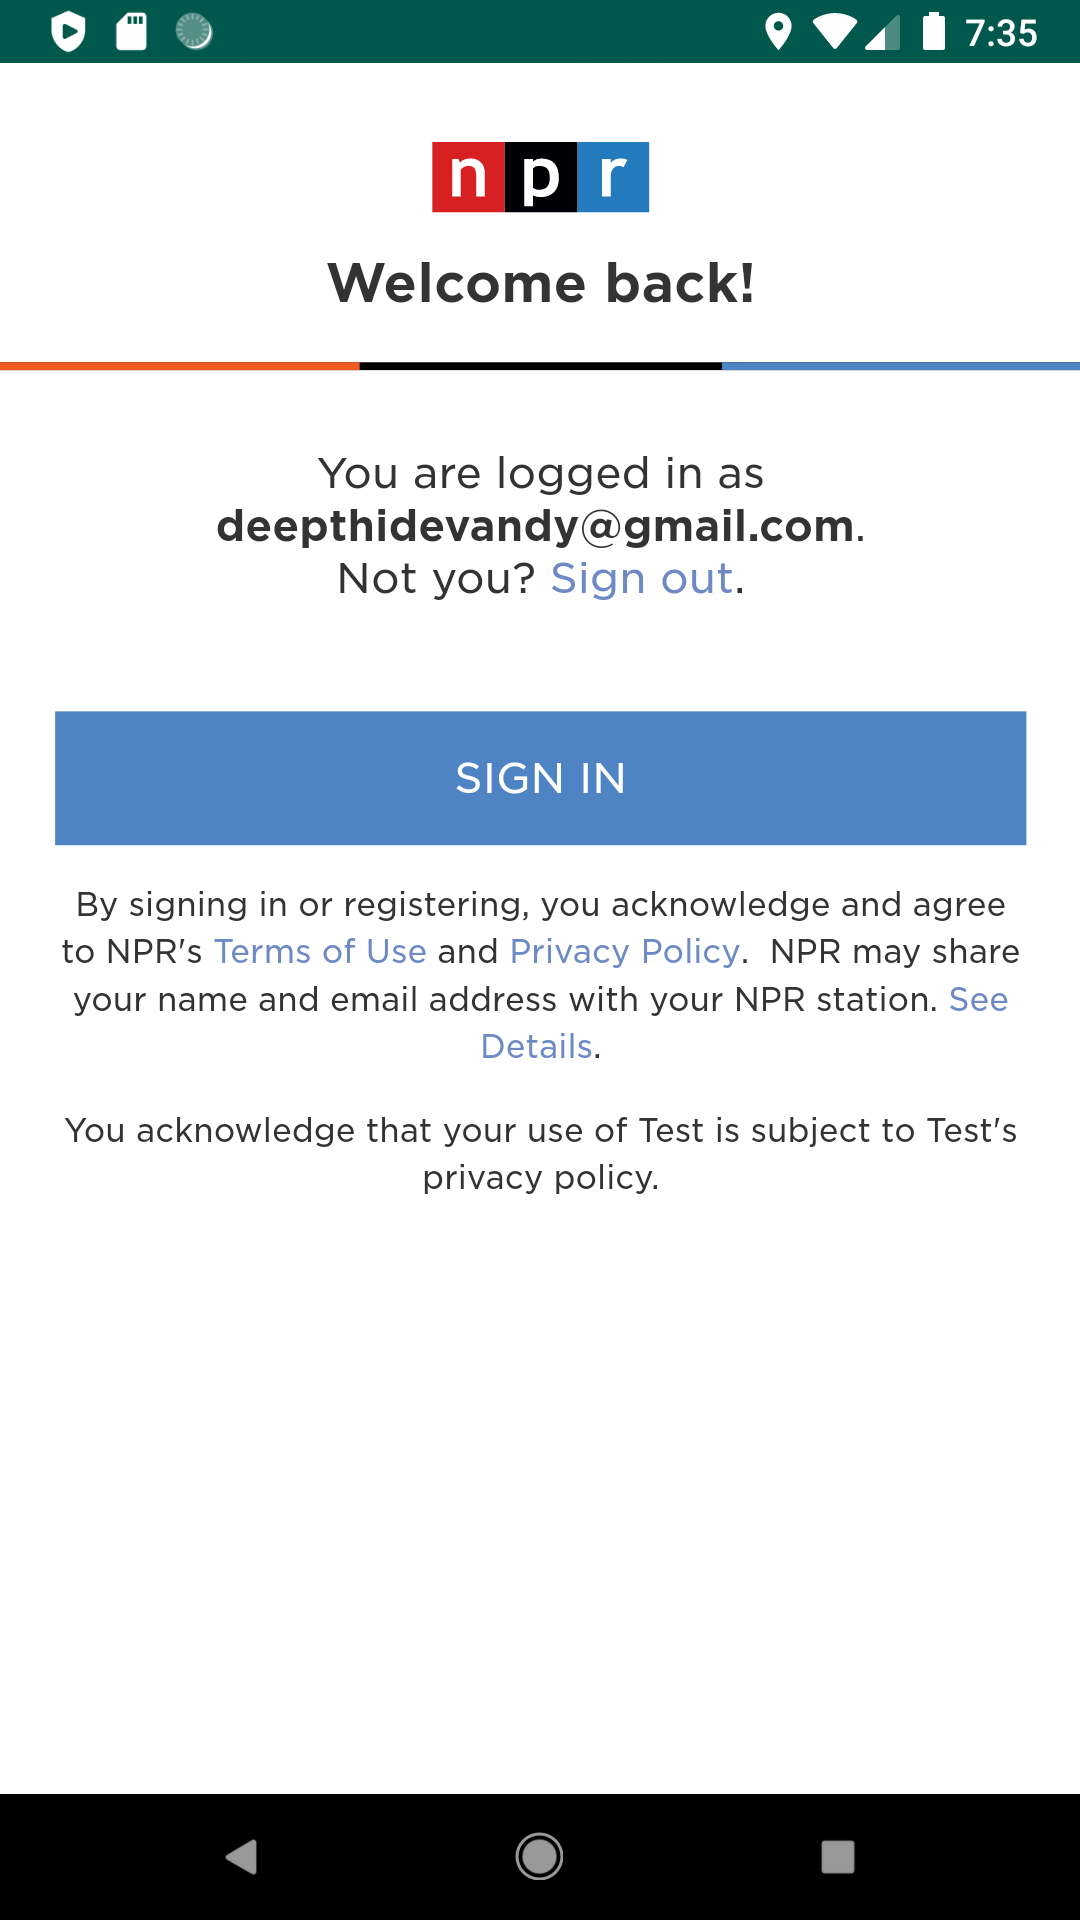 7:35
npr
Welcome back!
You are logged in as
deepthidevandy@gmail.com.
Not you? Sign out.
SIGN IN
By signing in or registering, you acknowledge and agree
to NPR's Terms of Use and Privacy Policy.  NPR may share
your name and email address with your NPR station. See
Details.
You acknowledge that your use of Test is subject to Test's
privacy policy.